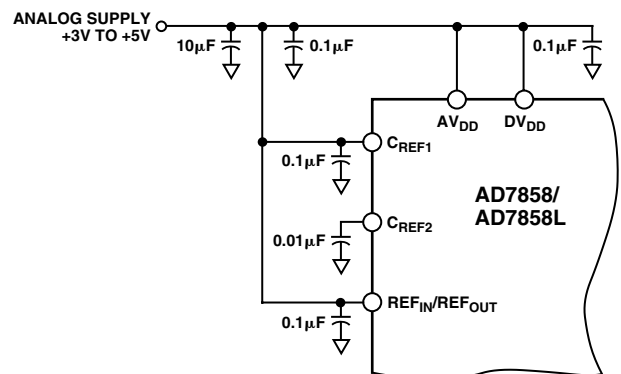 ANALOG SUPPLY
+3V TO +5V
10μF
0.1μF
0.1μF
AVDD
DVDD
CREF1
0.1μF
AD7858/
AD7858L
CREF2
0.01μF
REFIN/REFOUT
0.1μF